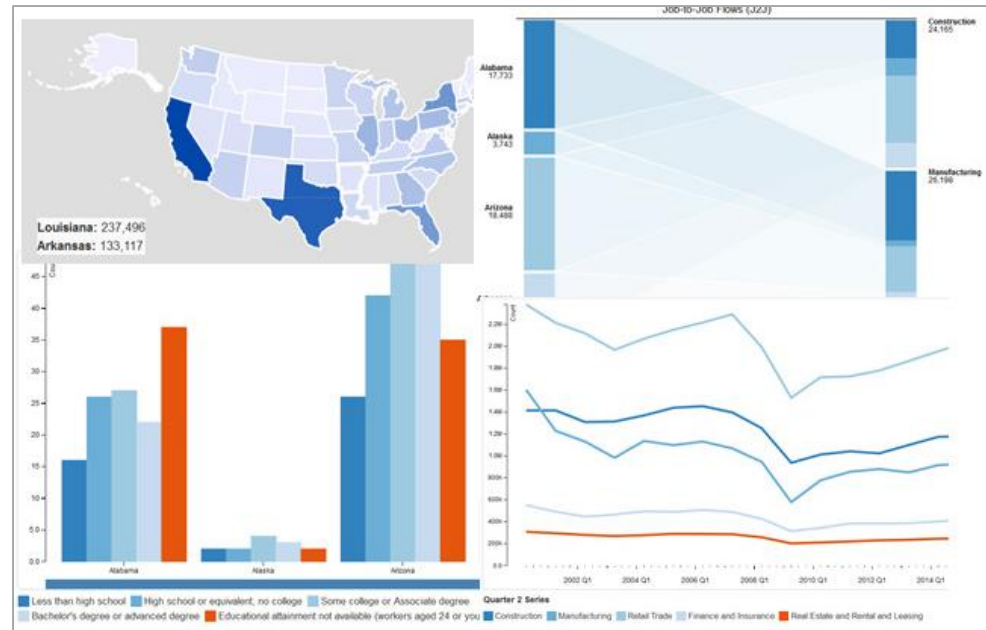 Job-to-Job Flows (J2J)
Construction
24,165
Alabama
17,733
Alaska
3,743
Manufacturing
26,198
Arizona
18,488
Louisiana: 237,496
Arkansas: 133,117
45
40
35
30
25
20
15
10
5.0
0.0
Alabama
Alaska
Arizona
Less than high school
High school or equivalent, no college
Some college or Associate degree
Bachelor's degree or advanced degree
Educational attainment not available (workers aged 24 or you
Count
2.2M
2.0M
1.8M
1.6M
1.4M
1.2M
1.0M
800k
600k
400k
200k
0.0
2002 Q1
2004 Q1
2006 Q1
2008 Q1
2010 Q1
2012 Q1
2014 Q1
Quarter 2 Series
Construction
Manufacturing
Retail Trade
Finance and Insurance
Real Estate and Rental and Leasing